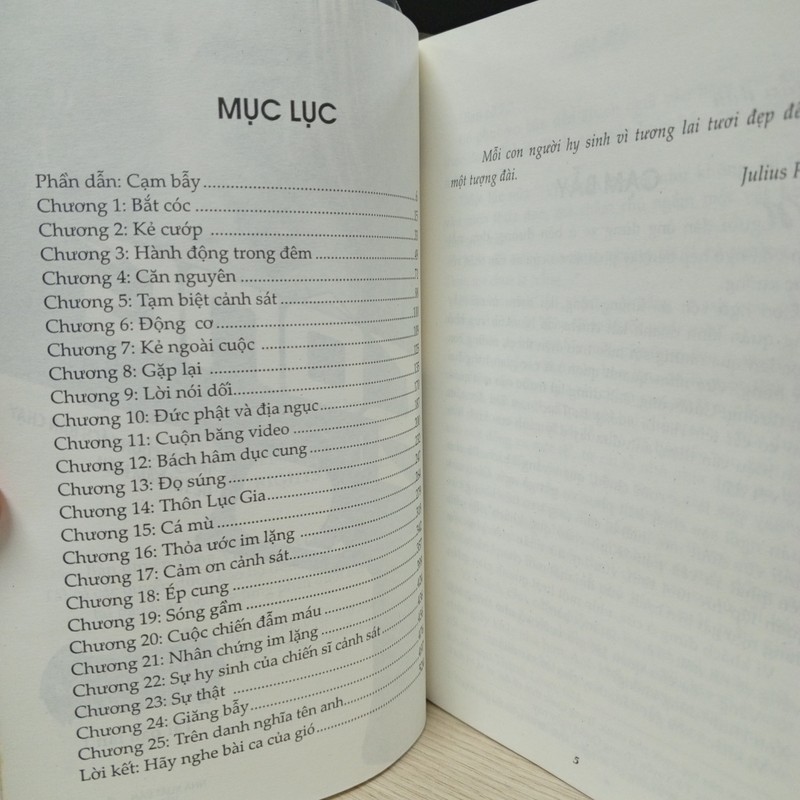 MỤC LỤC
Phần dẫn: Cạm bẫy
Chương 1: Bắt cóc
Chương 2: Kẻ cướp
Chương 3: Hành động trong đêm
Chương 4: Căn nguyên
Chương 5: Tạm biệt cảnh sát
Chương 6: Động cơ
Chương 7: Kẻ ngoài cuộc
Chương 8: Gặp lại
Chương 9: Lời nói dối
Chương 10: Đức phật và địa ngục
Chương 11: Cuộn băng video
Chương 12: Bách hâm dục cung
Chương 13: Đọ súng
Chương 14: Thôn Lục Gia
Chương 15: Cá mù
Chương 16: Thỏa ước im lặng
Chương 17: Cảm ơn cảnh sát
Chương 18: Ép cung
Chương 19: Sóng gầm
Chương 20: Cuộc chiến đẫm máu
Chương 21: Nhân chứng im lặng
Chương 22: Sự hy sinh của chiến sĩ cảnh sát
Chương 23: Sự thật
Chương 24: Giăng bẫy
Chương 25: Trên danh nghĩa tên anh
Lời kết: Hãy nghe bài ca của gió
Mỗi con người hy sinh vì tương lai tươi đẹp
một tượng đài.
Julius
CẠM BẪY
5